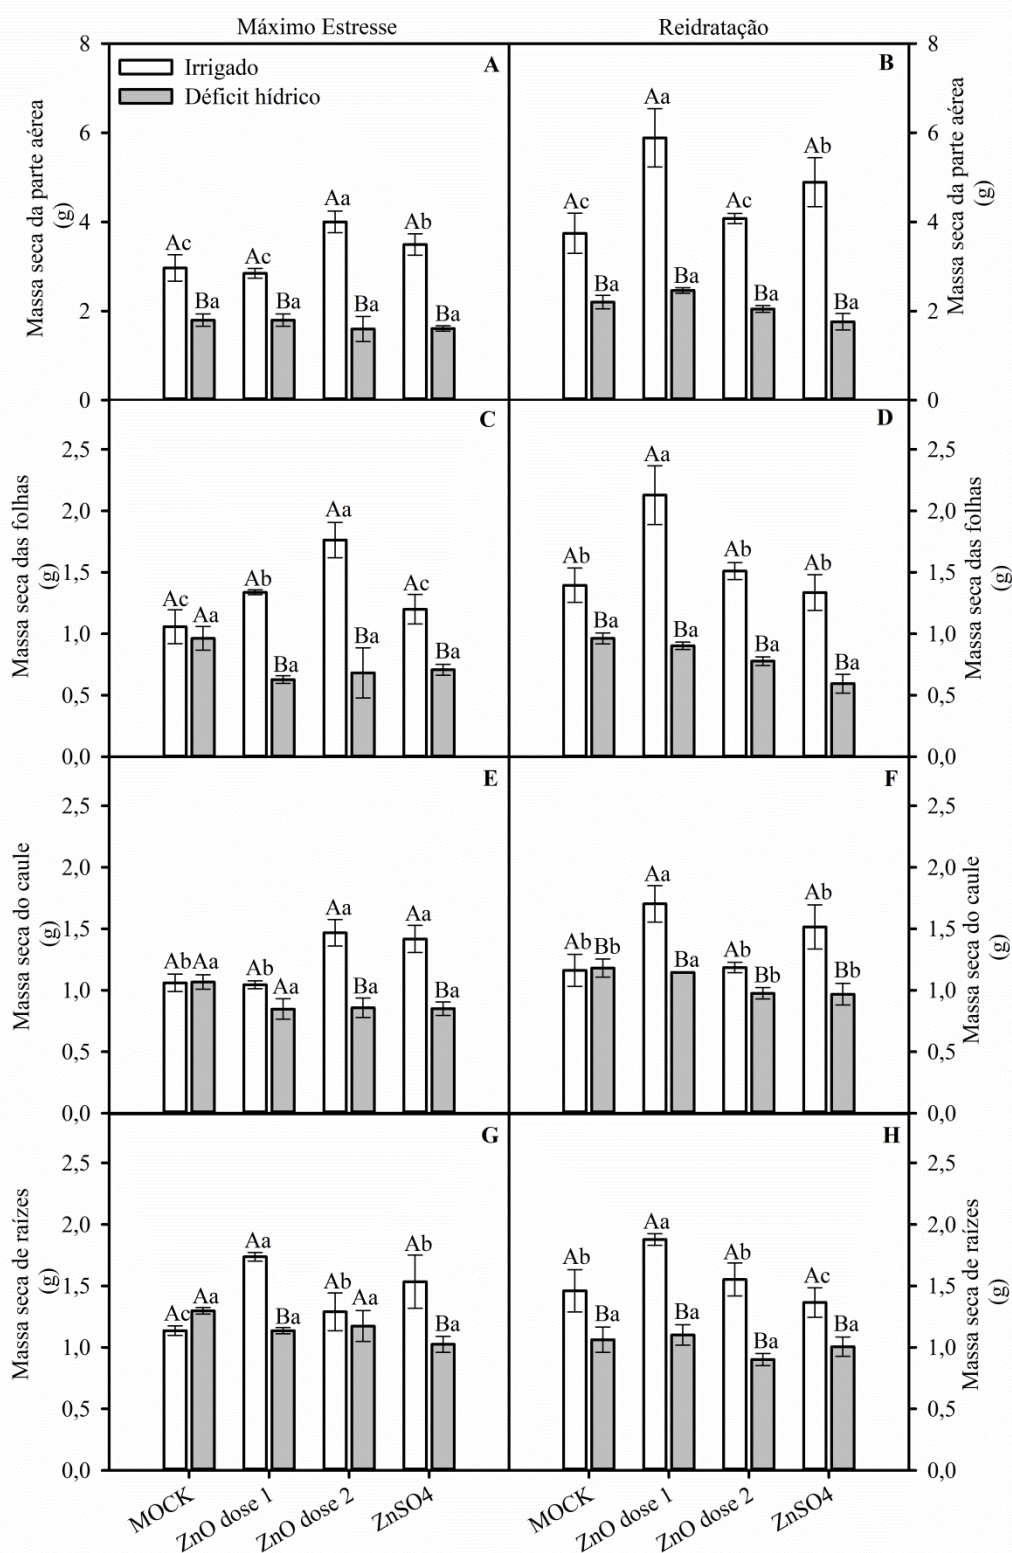 Máximo Estresse
Reidratação
Massa seca da parte aérea
(g)
8
6
4
2
0
Irrigado
Déficit hídrico
A
Ac
Ba
Ac
Ba
Aa
Ba
Ab
Ba
B
Ac
Ba
Aa
Ba
Ac
Ba
Ab
Ba
8
6
4
2
0
Massa seca da parte aérea
(g)
Massa seca das folhas
(g)
2,5
2,0
1,5
1,0
0,5
0,0
C
Ac
Aa
Ab
Ba
Aa
Ba
Ac
Ba
D
Ab
Ba
Aa
Ba
Ab
Ba
Ab
Ba
2,5
2,0
1,5
1,0
0,5
0,0
Massa seca das folhas
(g)
Massa seca do caule
(g)
2,5
2,0
1,5
1,0
0,5
0,0
E
Ab
Aa
Ab
Aa
Aa
Ba
Aa
Ba
F
Ab
Bb
Aa
Ba
Ab
Bb
Ab
Bb
2,5
2,0
1,5
1,0
0,5
0,0
Massa seca do caule
(g)
Massa seca de raízes
(g)
2,5
2,0
1,5
1,0
0,5
0,0
G
Ac
Aa
Aa
Ba
Ab
Aa
Ab
Ba
H
Ab
Ba
Aa
Ba
Ab
Ba
Ac
Ba
2,5
2,0
1,5
1,0
0,5
0,0
Massa seca de raízes
(g)
MOCK
ZnO dose 1
ZnO dose 2
ZnSO4
MOCK
ZnO dose 1
ZnO dose 2
ZnSO4